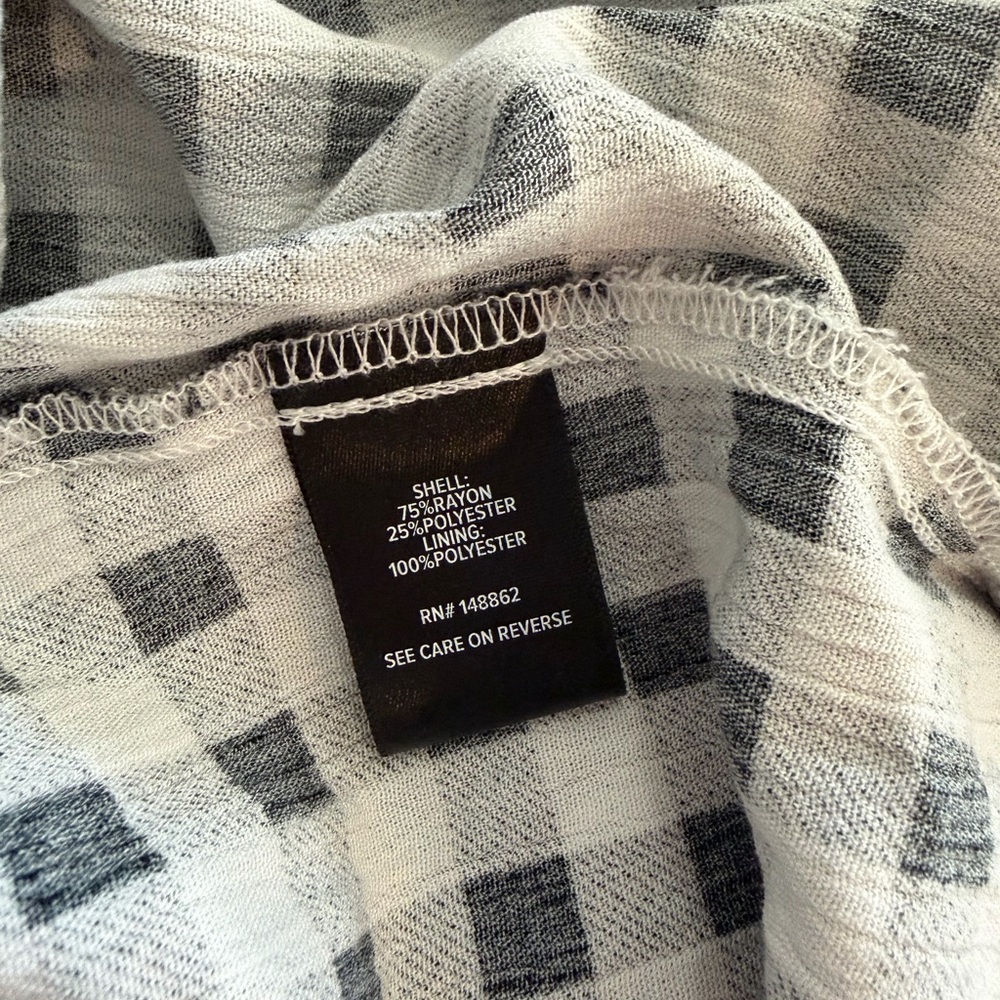 SHELL:
75%RAYON
25%POLYESTER
LINING:
100%POLYESTER
RN# 148862
SEE CARE ON REVERSE